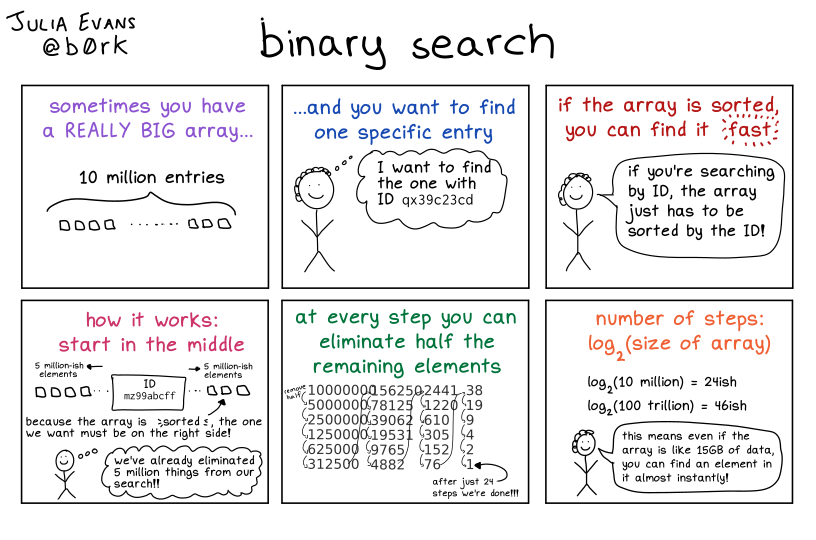 JULIA EVANS
@b0rk
binary search
sometimes you have
a REALLY BIG array...
10 million entries
...and you want to find
one specific entry
I want to find
the one with
ID qx39c23cd
if the array is sorted,
you can find it fast
if you're searching
by ID, the array
just has to be
sorted by the ID!
how it works:
start in the middle
5 million-ish
elements
5 million-ish
elements
ID
mz99abcff
because the array is sorted, the one
we want must be on the right side!
we've already eliminated
5 million things from our
search!!
at every step you can
eliminate half the
remaining elements
remove
half
10000000 156250 2441 38
5000000 78125 1220 19
2500000 39062 610 9
1250000 19531 305 4
625000 9765 152 2
312500 4882 76 1
after just 24
steps we're done!!!
number of steps:
log2(size of array)
log2(10 million) = 24ish
log2(100 trillion) = 46ish
this means even if the
array is like 15GB of data,
you can find an element in
it almost instantly!